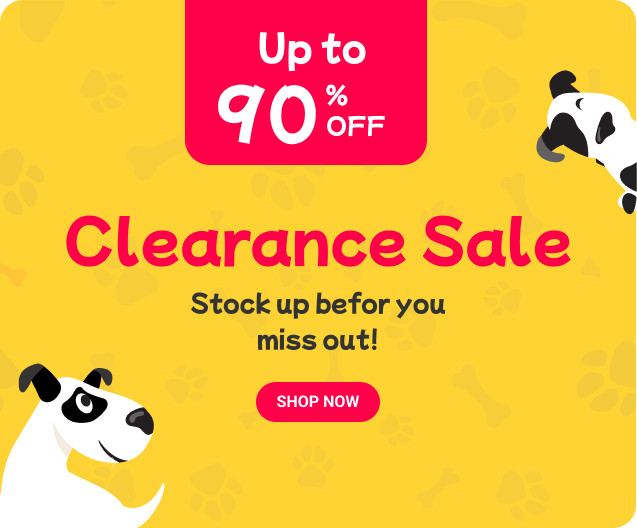 Up to
90% OFF
Clearance Sale
Stock up befor you
miss out!
SHOP NOW